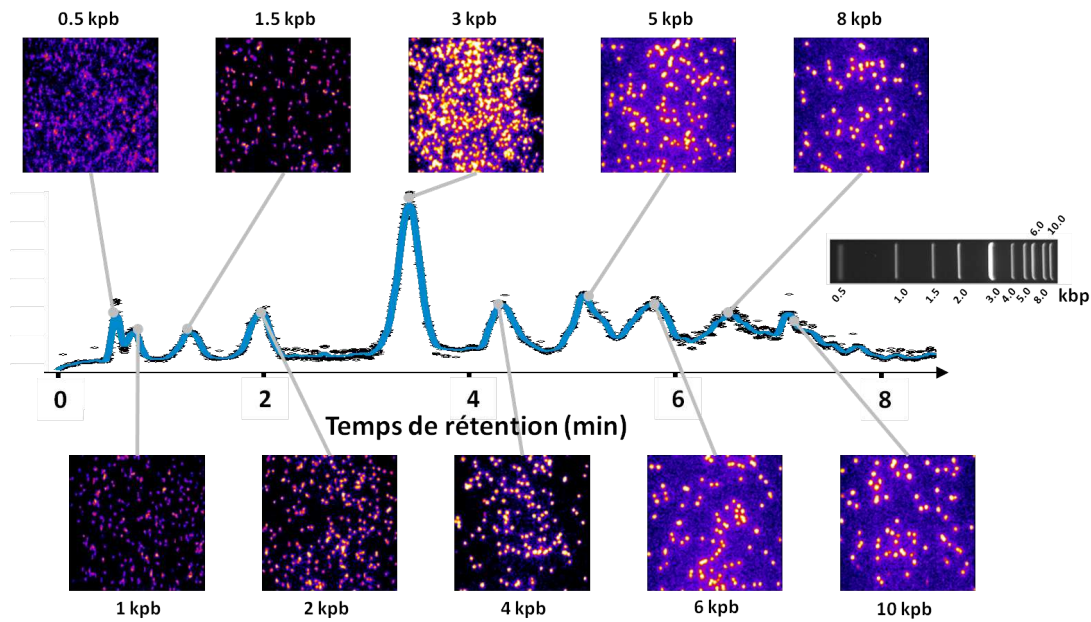 0.5 kpb
1.5 kpb
3 kpb
5 kpb
8 kpb
6.0
10.0
0.5
1.0
1.5
2.0
3.0
4.0
5.0
8.0
kbp
0
2
4
6
8
Temps de rétention (min)
1 kpb
2 kpb
4 kpb
6 kpb
10 kpb